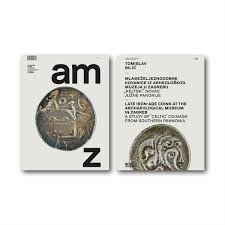 am
z
TOMISLAV
BILIĆ
MLAĐEŽELJEZNODOBNE
KOVANICE IZ ARHEOLOŠKOG
MUZEJA U ZAGREBU
"KELTSKI" NOVAC
JUŽNE PANONIJE
LATE IRON AGE COINS AT THE
ARCHAEOLOGICAL MUSEUM
IN ZAGREB
A STUDY OF 'CELTIC' COINAGE
FROM SOUTHERN PANNONIA